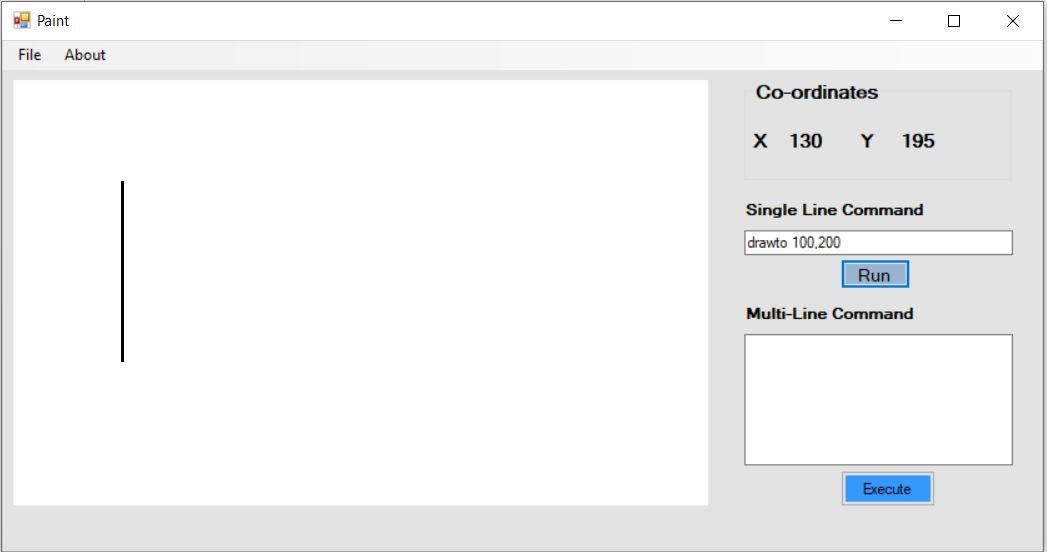 Paint
File About
Co-ordinates
X 130 Y 195
Single Line Command
drawto 100,200
Run
Multi-Line Command
Execute